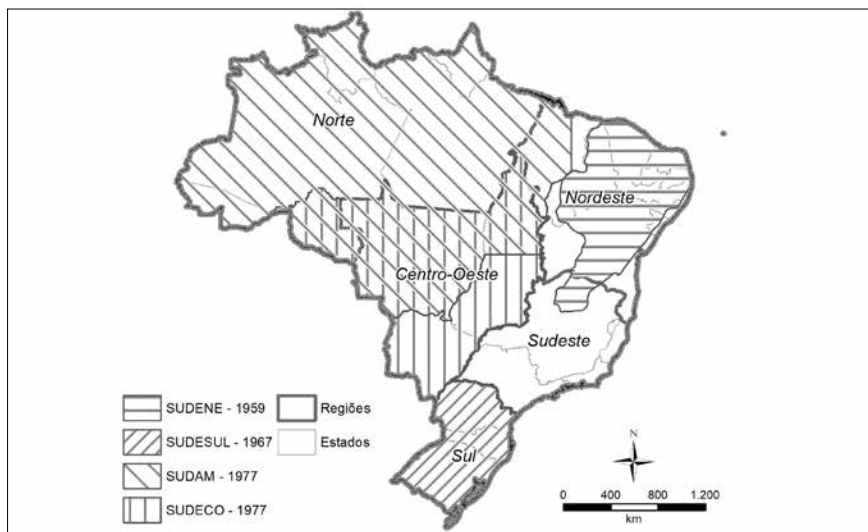 Norte
Nordeste
Centro-Oeste
Sudeste
Sul
SUDENE - 1959
SUDESUL - 1967
SUDAM - 1977
SUDECO - 1977
Regiões
Estados
N
0 400 800 1.200
km